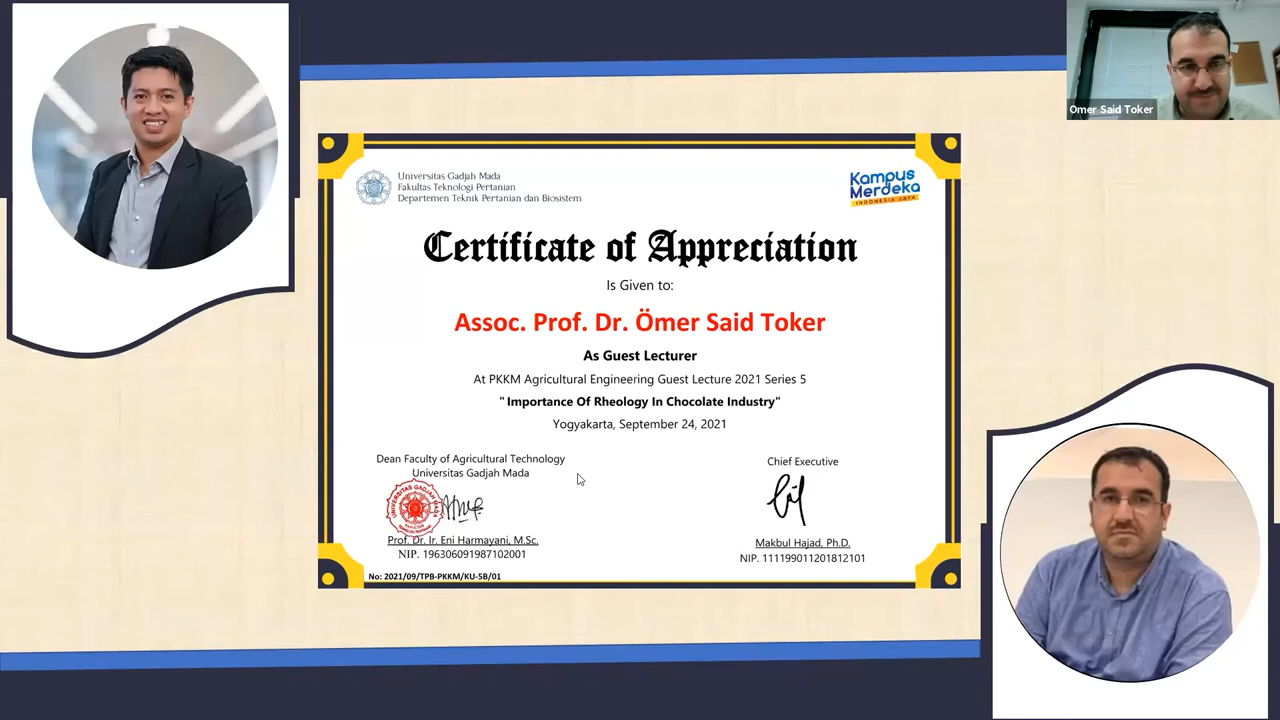 Omer Said Toker
Universitas Gadjah Mada
Fakultas Teknologi Pertanian
Departemen Teknik Pertanian dan Biosistem
Kampus
Merdeka
INDONESIA JAYA
Certificate of Appreciation
Is Given to:
Assoc. Prof. Dr. Ömer Said Toker
As Guest Lecturer
At PKKM Agricultural Engineering Guest Lecture 2021 Series 5
"Importance Of Rheology In Chocolate Industry"
Yogyakarta, September 24, 2021
Dean Faculty of Agricultural Technology
Universitas Gadjah Mada
UNIVERSITAS GADJAH MADA
Prof. Dr. Ir. Eni Harmayani, M.Sc.
NIP. 196306091987102001
Chief Executive
Makbul Hajad, Ph.D.
NIP. 111199011201812101
No: 2021/09/TPB-PKKM/KU-5B/01